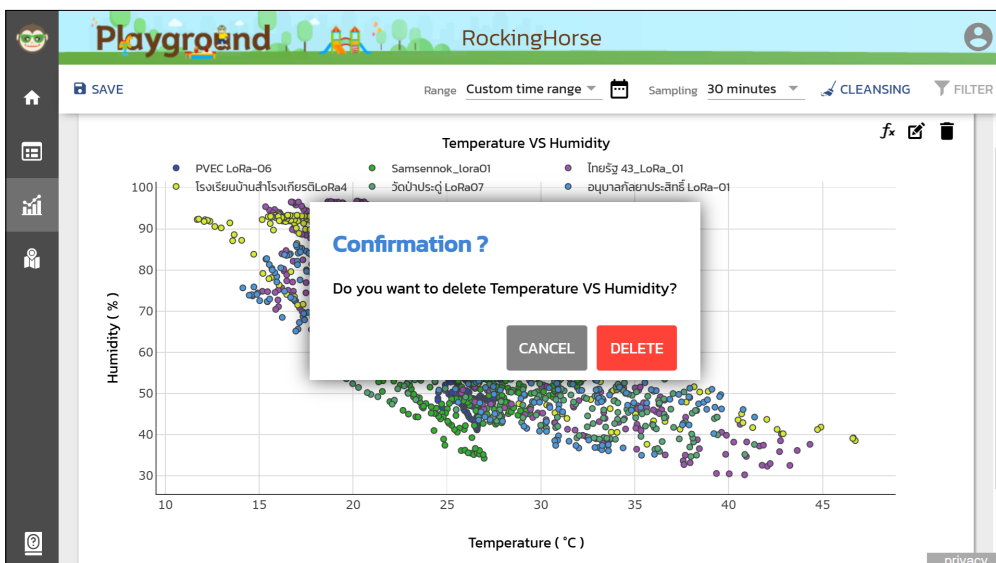 Playground
RockingHorse
SAVE
Range Custom time range
Sampling 30 minutes
CLEANSING
FILTER
fx
Temperature VS Humidity
PVEC LoRa-06
Samsennok_lora01
ไทยรัฐ 43_LoRa_01
โรงเรียนบ้านสำโรงเกียรติLoRa4
วัดป่าประดู่ LoRa07
อนุบาลกัลยาประสิทธิ์ LoRa-01
Confirmation ?
Do you want to delete Temperature VS Humidity?
CANCEL
DELETE
Humidity ( % )
100
90
80
70
60
50
40
30
10 15 20 25 30 35 40 45
Temperature ( °C )
privacy